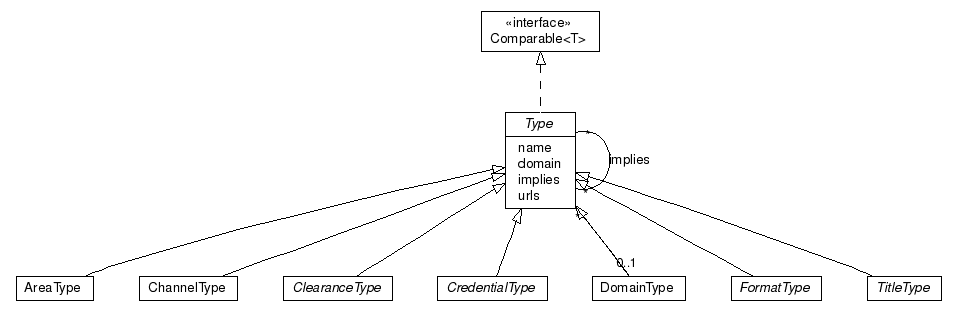 «interface»
Comparable<T>
Type
name
domain
implies
urls
*
implies
*
*
0..1
AreaType
ChannelType
ClearanceType
CredentialType
DomainType
FormatType
TitleType